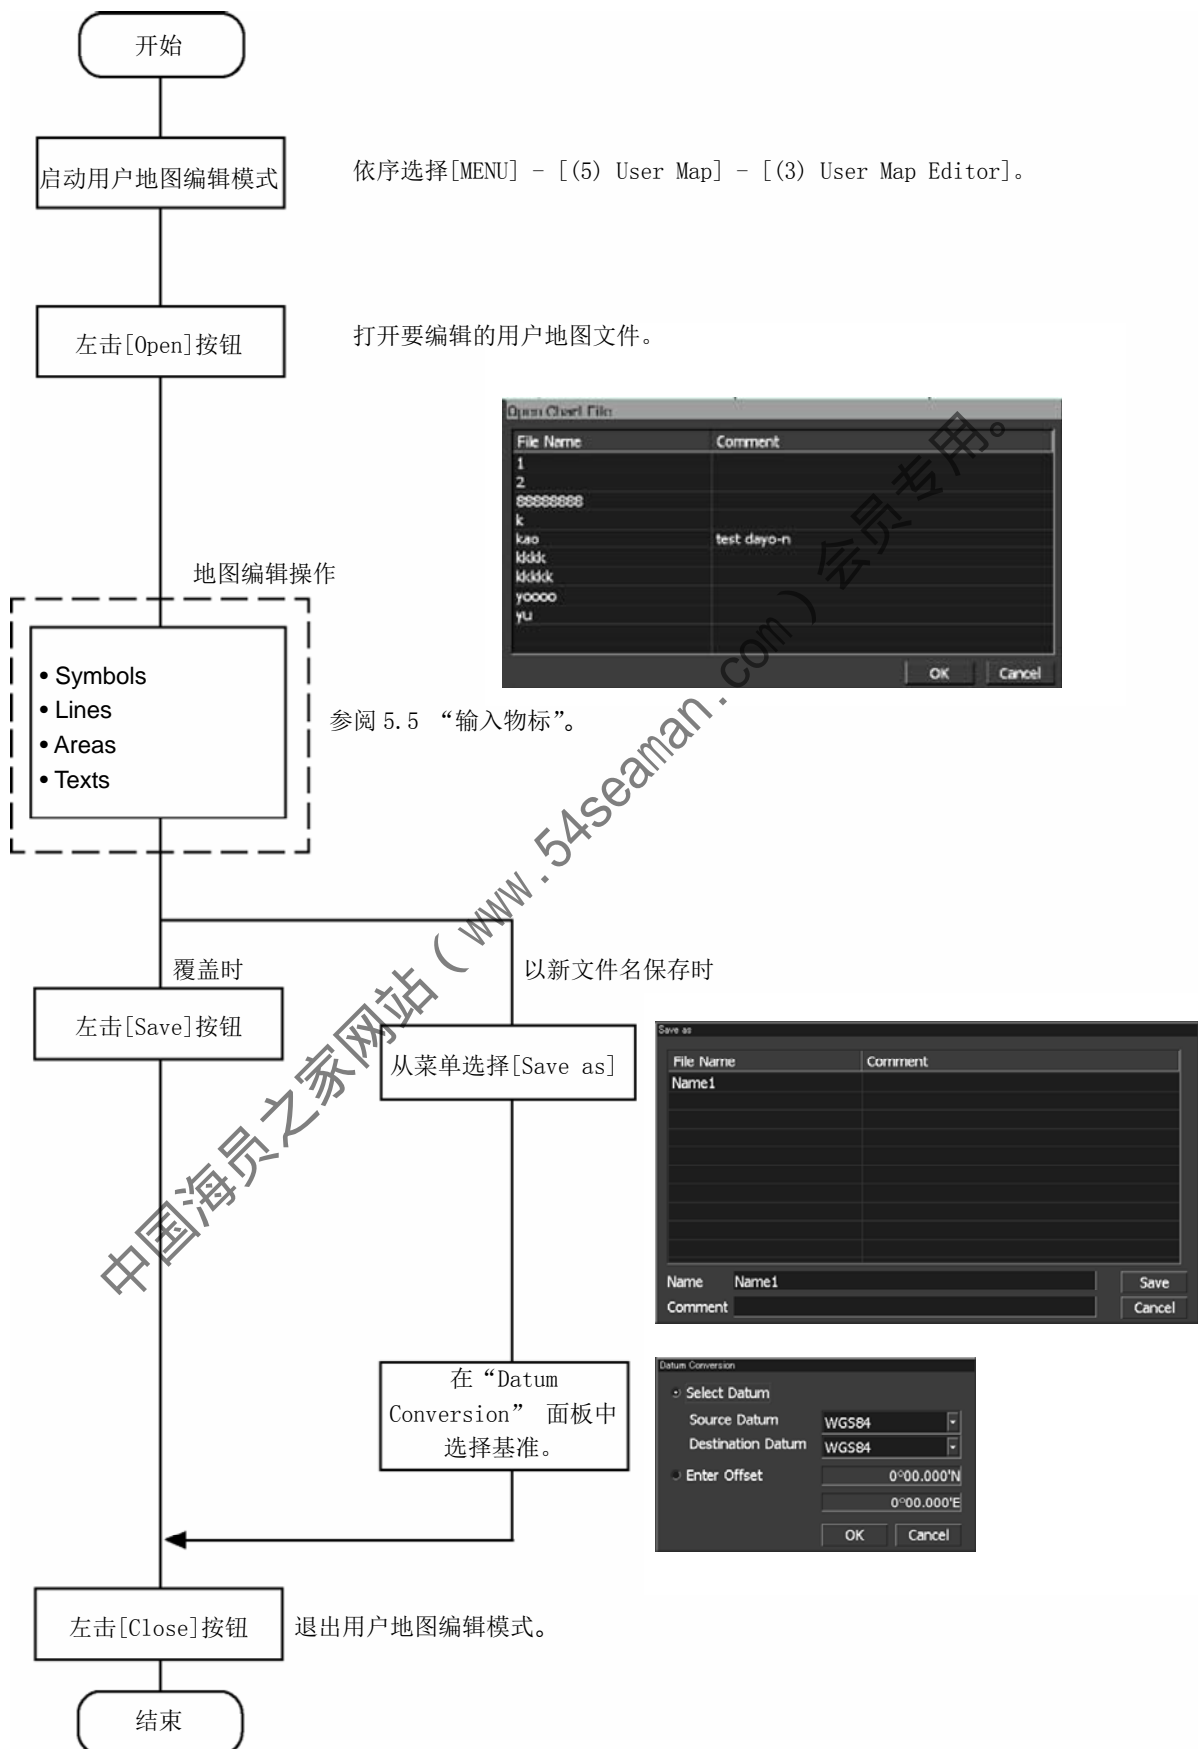 开始
启动用户地图编辑模式
依序选择[MENU] - [(5) User Map] - [(3) User Map Editor]。
左击[Open]按钮
打开要编辑的用户地图文件。
Open Chart File
File Name Comment
1
2
88888888
k
kao test dayo-n
kkkk
kkkkk
yoooo
yu
OK Cancel
地图编辑操作
• Symbols
• Lines
• Areas
• Texts
参阅 5.5 “输入物标”。
覆盖时
以新文件名保存时
左击[Save]按钮
从菜单选择[Save as]
Save as
File Name Comment
Name1
Name Name1 Save
Comment Cancel
在“Datum
Conversion” 面板中
选择基准。
Datum Conversion
Select Datum
Source Datum WGS84
Destination Datum WGS84
Enter Offset 0°00.000'N
0°00.000'E
OK Cancel
左击[Close]按钮
退出用户地图编辑模式。
结束
中国海员之家网站(www.54seaman.com)会员专用。